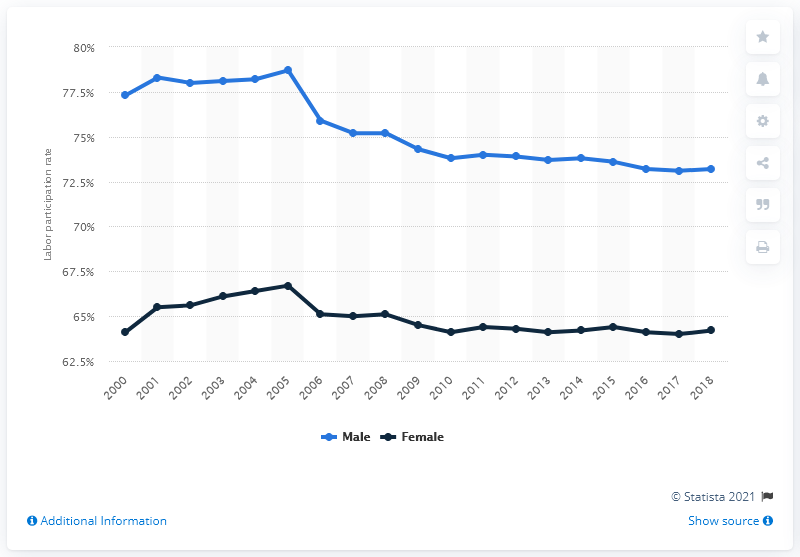 80%
77.5%
75%
72.5%
70%
67.5%
65%
62.5%
Labor participation rate
2000 2001 2002 2003 2004 2005 2006 2007 2008 2009 2010 2011 2012 2013 2014 2015 2016 2017 2018
Male Female
© Statista 2021
Additional Information Show source